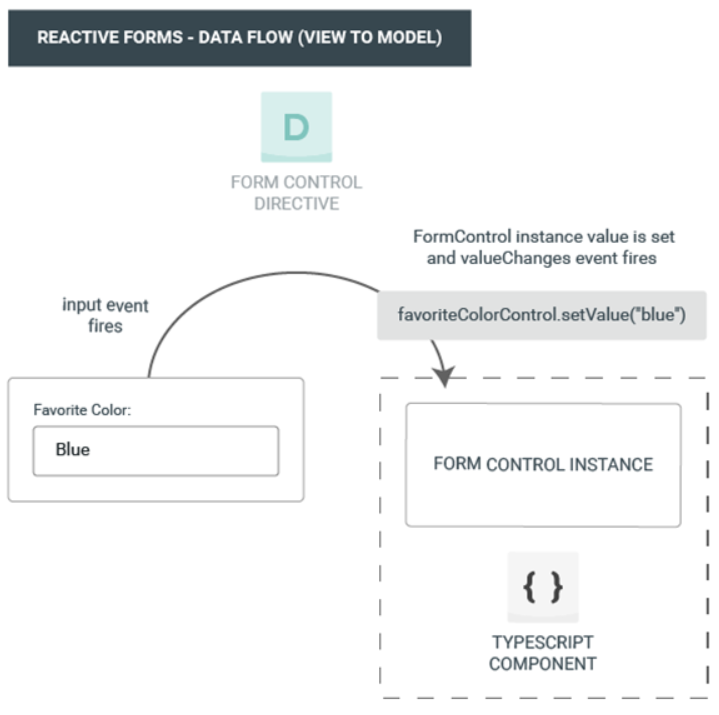 REACTIVE FORMS - DATA FLOW (VIEW TO MODEL)
D
FORM CONTROL
DIRECTIVE
FormControl instance value is set
and valueChanges event fires
input event
fires
favoriteColorControl.setValue("blue")
Favorite Color:
Blue
FORM CONTROL INSTANCE
{ }
TYPESCRIPT
COMPONENT